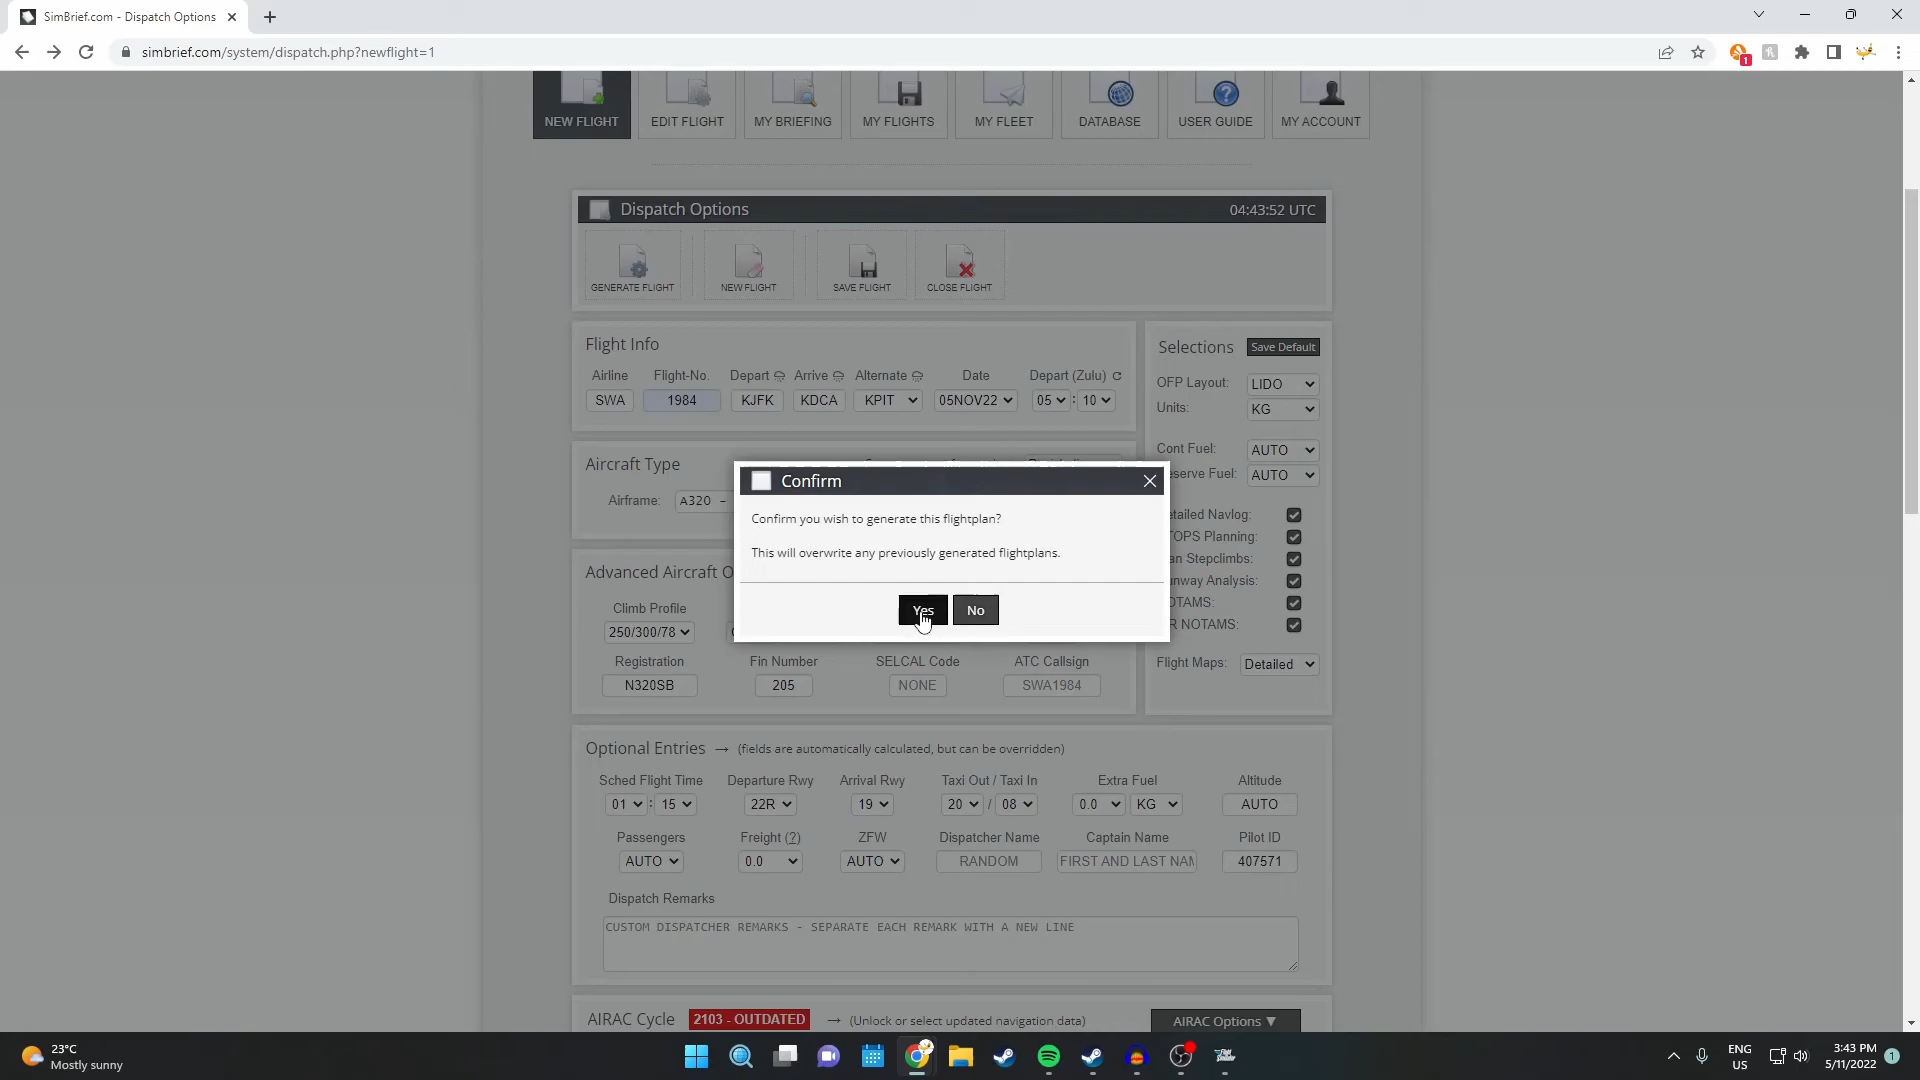 SimBrief.com - Dispatch Options
simbrief.com/system/dispatch.php?newflight=1
1
NEW FLIGHT EDIT FLIGHT MY BRIEFING MY FLIGHTS MY FLEET DATABASE USER GUIDE MY ACCOUNT
Dispatch Options 04:43:52 UTC
GENERATE FLIGHT NEW FLIGHT SAVE FLIGHT CLOSE FLIGHT
Flight Info
Airline Flight-No. Depart Arrive Alternate Date Depart (Zulu)
SWA 1984 KJFK KDCA KPIT 05NOV22 05 : 10
Selections Save Default
OFP Layout: LIDO
Units: KG
Cont Fuel: AUTO
eserve Fuel: AUTO
etailed Navlog:
TOPS Planning:
an Stepclimbs:
unway Analysis:
TAMS:
R NOTAMS:
Flight Maps: Detailed
Aircraft Type
Airframe: A320 -
Confirm
Confirm you wish to generate this flightplan?
This will overwrite any previously generated flightplans.
Yes No
Advanced Aircraft O
Climb Profile
250/300/78
Registration Fin Number SELCAL Code ATC Callsign
N320SB 205 NONE SWA1984
Optional Entries → (fields are automatically calculated, but can be overridden)
Sched Flight Time Departure Rwy Arrival Rwy Taxi Out / Taxi In Extra Fuel Altitude
01 : 15 22R 19 20 / 08 0.0 KG AUTO
Passengers Freight (?) ZFW Dispatcher Name Captain Name Pilot ID
AUTO 0.0 AUTO RANDOM FIRST AND LAST NAM 407571
Dispatch Remarks
CUSTOM DISPATCHER REMARKS - SEPARATE EACH REMARK WITH A NEW LINE
AIRAC Cycle 2103 - OUTDATED → (Unlock or select updated navigation data) AIRAC Options ▼
23°C
Mostly sunny
ENG
US
3:43 PM
5/11/2022
1